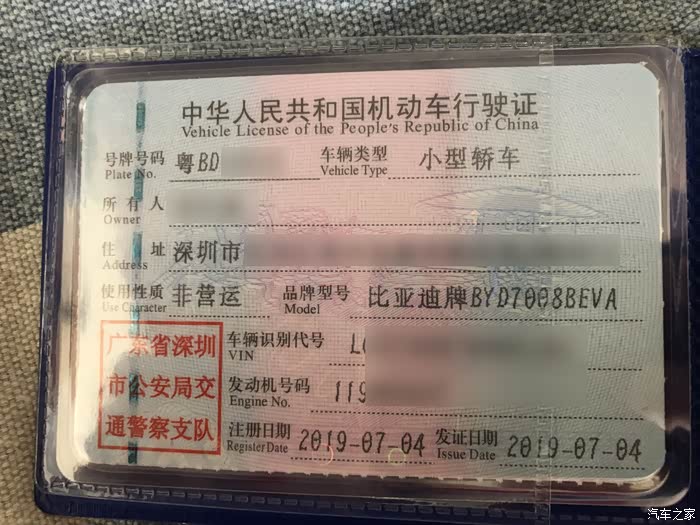 中华人民共和国机动车行驶证
Vehicle License of the People's Republic of China
号牌号码 粤BD 车辆类型 小型轿车
Plate No. Vehicle Type
所有人
Owner
住址 深圳市
Address
使用性质 非营运 品牌型号 比亚迪牌BYD7008BEVA
Use Character Model
广东省深圳
市公安局交
通警察支队
车辆识别代号 L
VIN
发动机号码 119
Engine No.
注册日期 2019-07-04 发证日期 2019-07-04
Register Date Issue Date
汽车之家